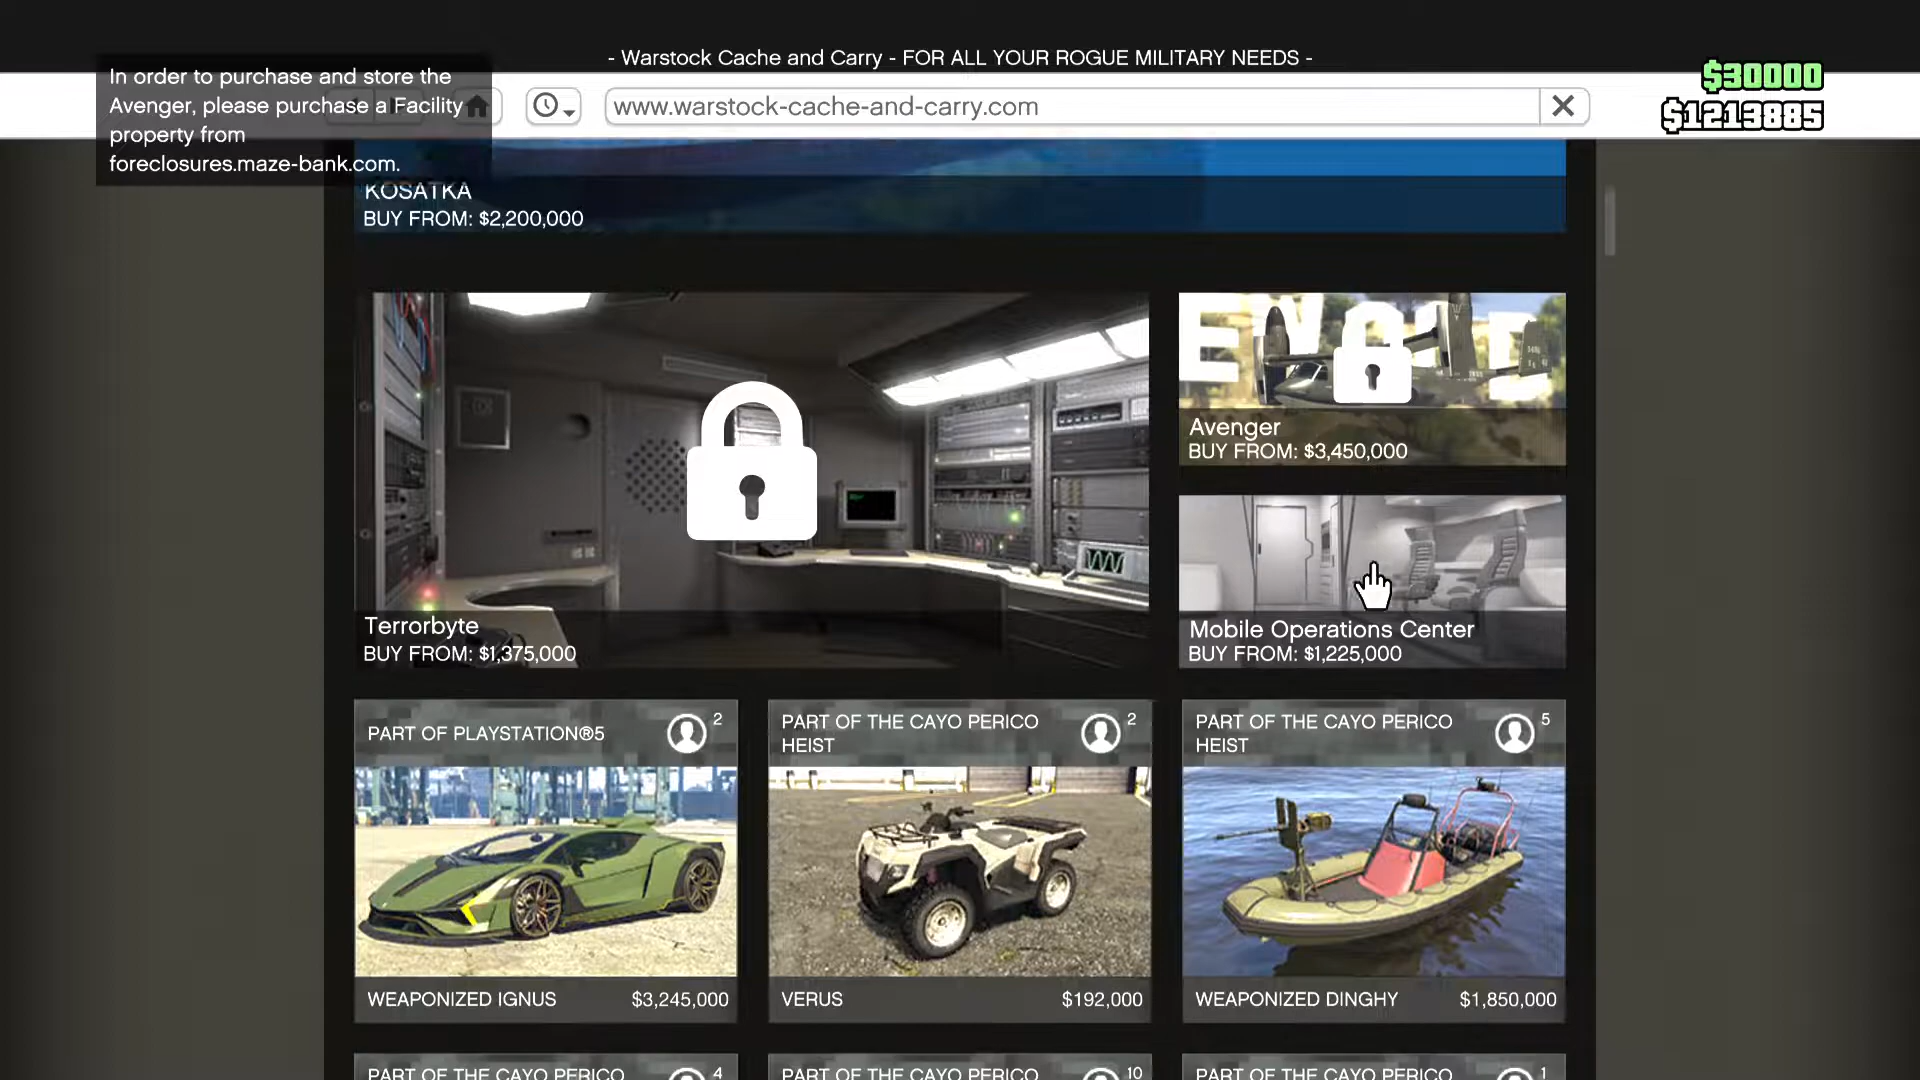 - Warstock Cache and Carry - FOR ALL YOUR ROGUE MILITARY NEEDS -
In order to purchase and store the
Avenger, please purchase a Facility
property from
foreclosures.maze-bank.com.
www.warstock-cache-and-carry.com
$30000
$1213885
KOSATKA
BUY FROM: $2,200,000
Terrorbyte
BUY FROM: $1,375,000
Avenger
BUY FROM: $3,450,000
Mobile Operations Center
BUY FROM: $1,225,000
PART OF PLAYSTATION®5
2
WEAPONIZED IGNUS $3,245,000
PART OF THE CAYO PERICO
HEIST
2
VERUS $192,000
PART OF THE CAYO PERICO
HEIST
5
WEAPONIZED DINGHY $1,850,000
PART OF THE CAYO PERICO
4
PART OF THE CAYO PERICO
10
PART OF THE CAYO PERICO
1